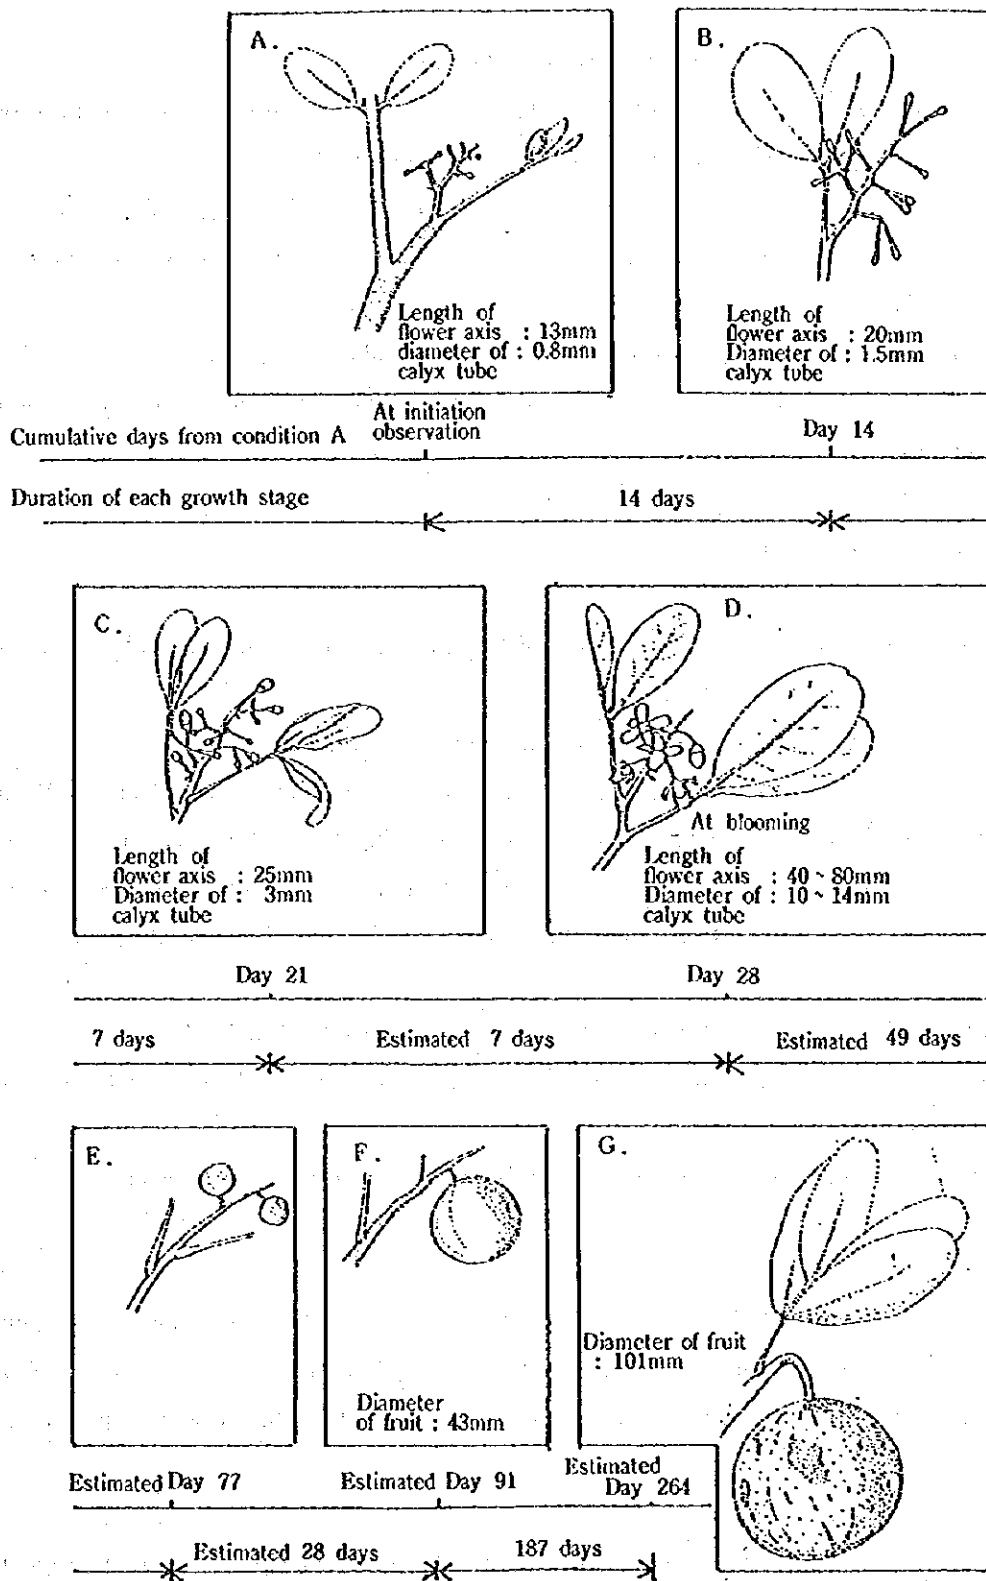 A.
Length of
flower axis : 13mm
diameter of : 0.8mm
calyx tube
B.
Length of
flower axis : 20mm
Diameter of : 1.5mm
calyx tube
At initiation
observation
Cumulative days from condition A
Day 14
Duration of each growth stage
14 days
C.
Length of
flower axis : 25mm
Diameter of : 3mm
calyx tube
D.
At blooming
Length of
flower axis : 40 ~ 80mm
Diameter of : 10 ~ 14mm
calyx tube
Day 21
Day 28
7 days
Estimated 7 days
Estimated 49 days
E.
F.
Diameter
of fruit : 43mm
G.
Diameter of fruit
: 101mm
Estimated Day 77
Estimated Day 91
Estimated
Day 264
Estimated 28 days
187 days